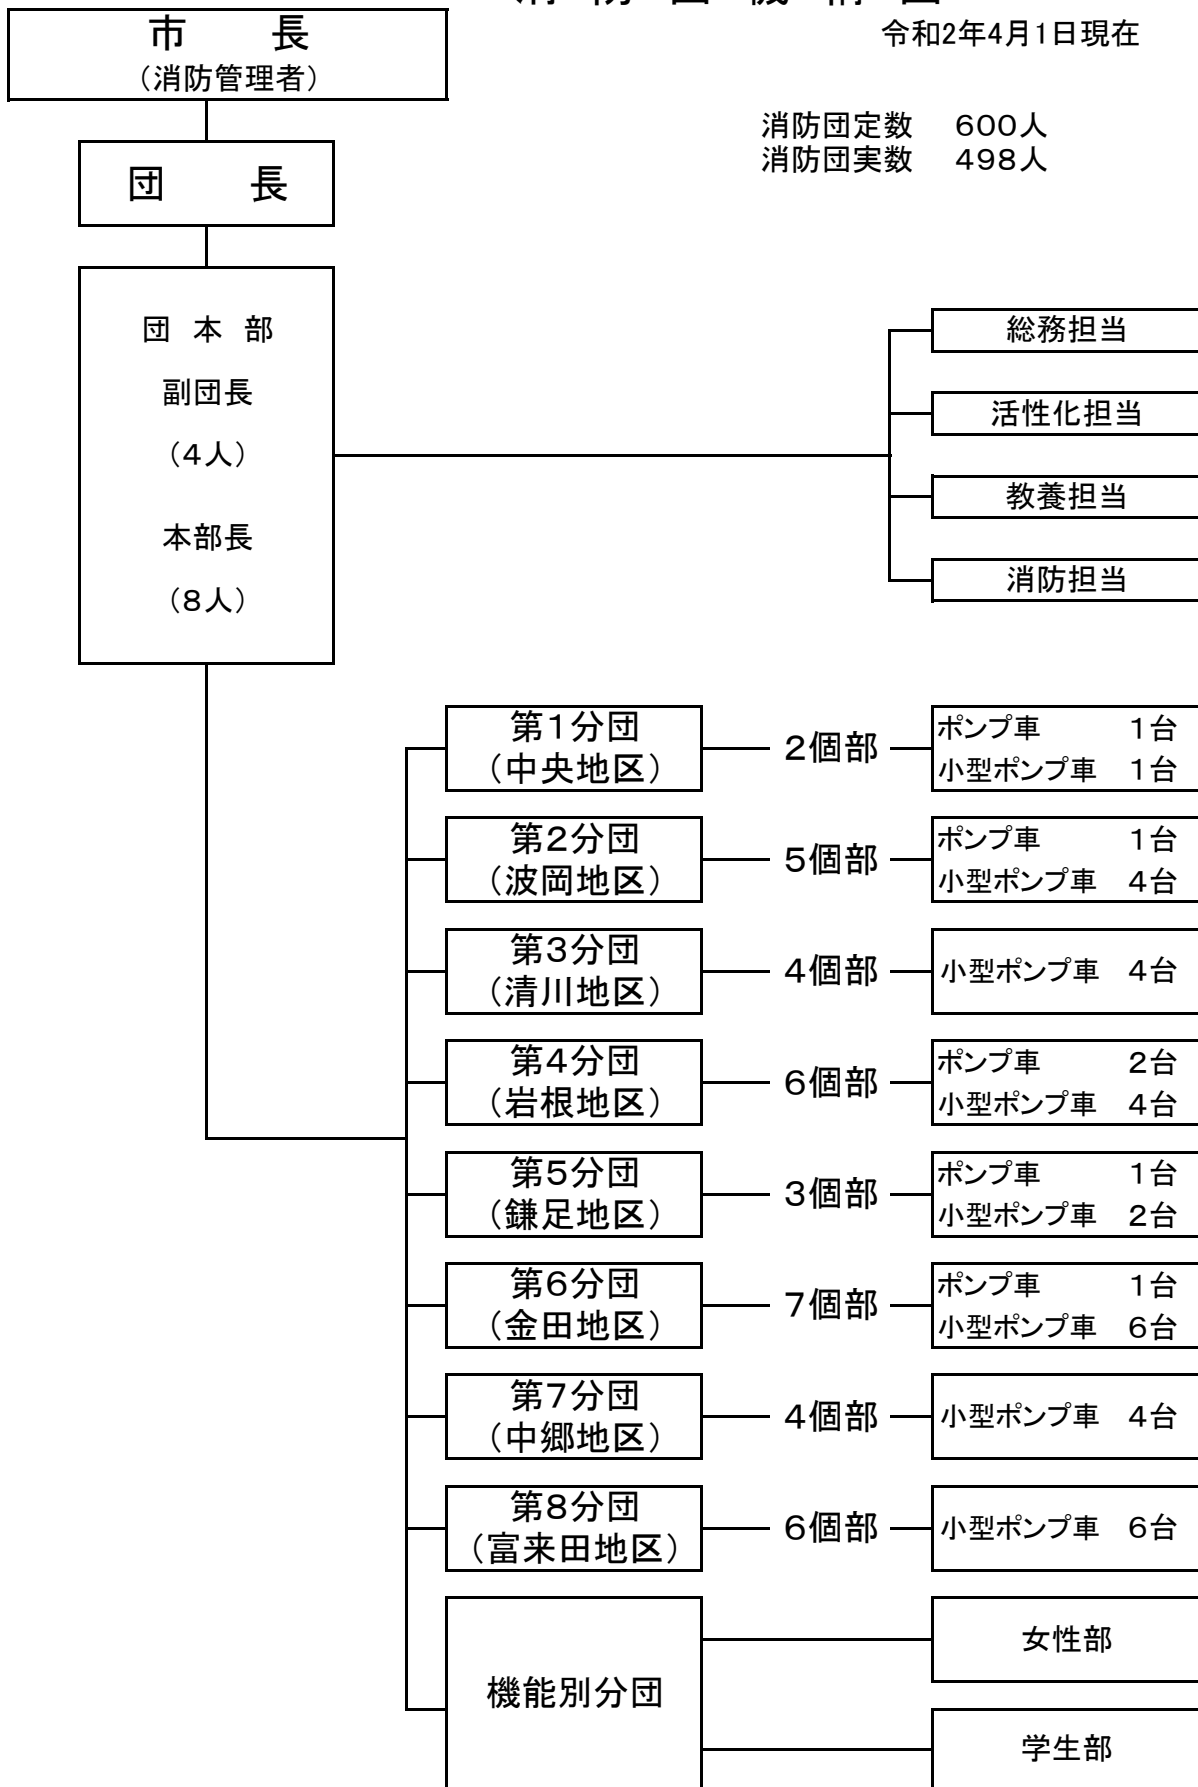 消防団機構図
令和2年4月1日現在
市　長
（消防管理者）
消防団定数　600人
消防団実数　498人
団　長
団　本　部
副団長
（4人）
本部長
（8人）
総務担当
活性化担当
教養担当
消防担当
第1分団
（中央地区）
2個部
ポンプ車　1台
小型ポンプ車　1台
第2分団
（波岡地区）
5個部
ポンプ車　1台
小型ポンプ車　4台
第3分団
（清川地区）
4個部
小型ポンプ車　4台
第4分団
（岩根地区）
6個部
ポンプ車　2台
小型ポンプ車　4台
第5分団
（鎌足地区）
3個部
ポンプ車　1台
小型ポンプ車　2台
第6分団
（金田地区）
7個部
ポンプ車　1台
小型ポンプ車　6台
第7分団
（中郷地区）
4個部
小型ポンプ車　4台
第8分団
（富来田地区）
6個部
小型ポンプ車　6台
機能別分団
女性部
学生部